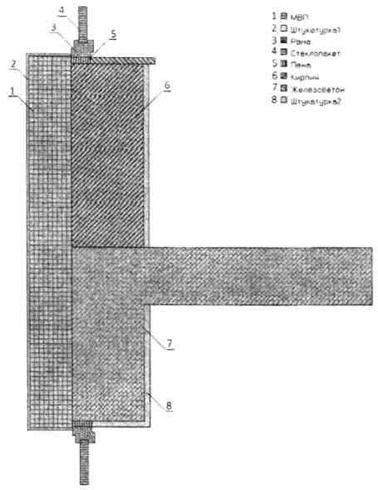 4
3
5
2
6
1
7
8
1 МВП
2 Штукатурка1
3 Рама
4 Стеклопакет
5 Пена
6 Кирпич
7 Железобетон
8 Штукатурка2